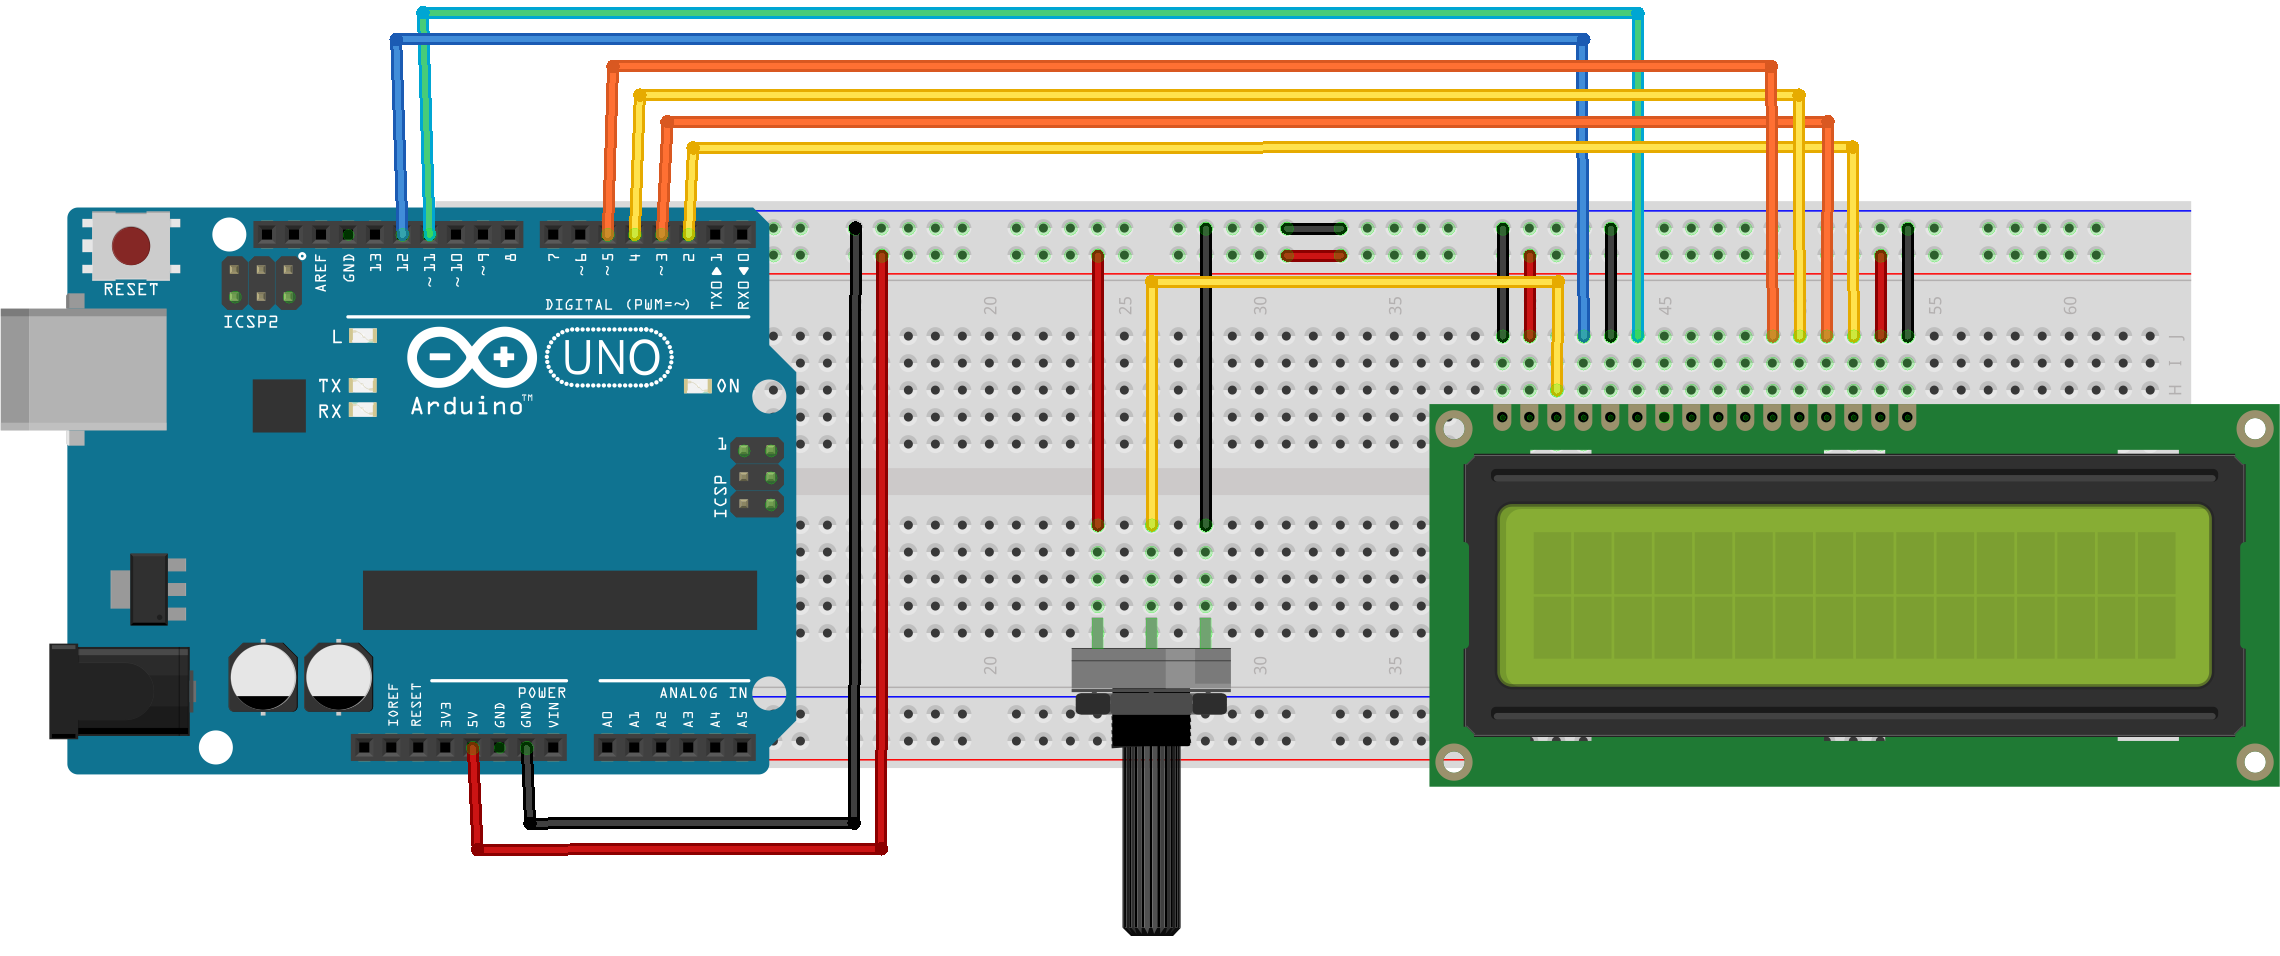 RESET
ICSP2
AREF
GND
13
12
~11
~10
~9
8
7
~6
~5
4
~3
2
TXD▲1
RXD▼0
DIGITAL (PWM=~)
L
TX
RX
UNO
Arduino™
ON
1
ICSP
IOREF
RESET
3V3
5V
GND
GND
VIN
POWER
ANALOG IN
A0
A1
A2
A3
A4
A5
20
25
30
35
45
55
60
J
I
H
20
30
35